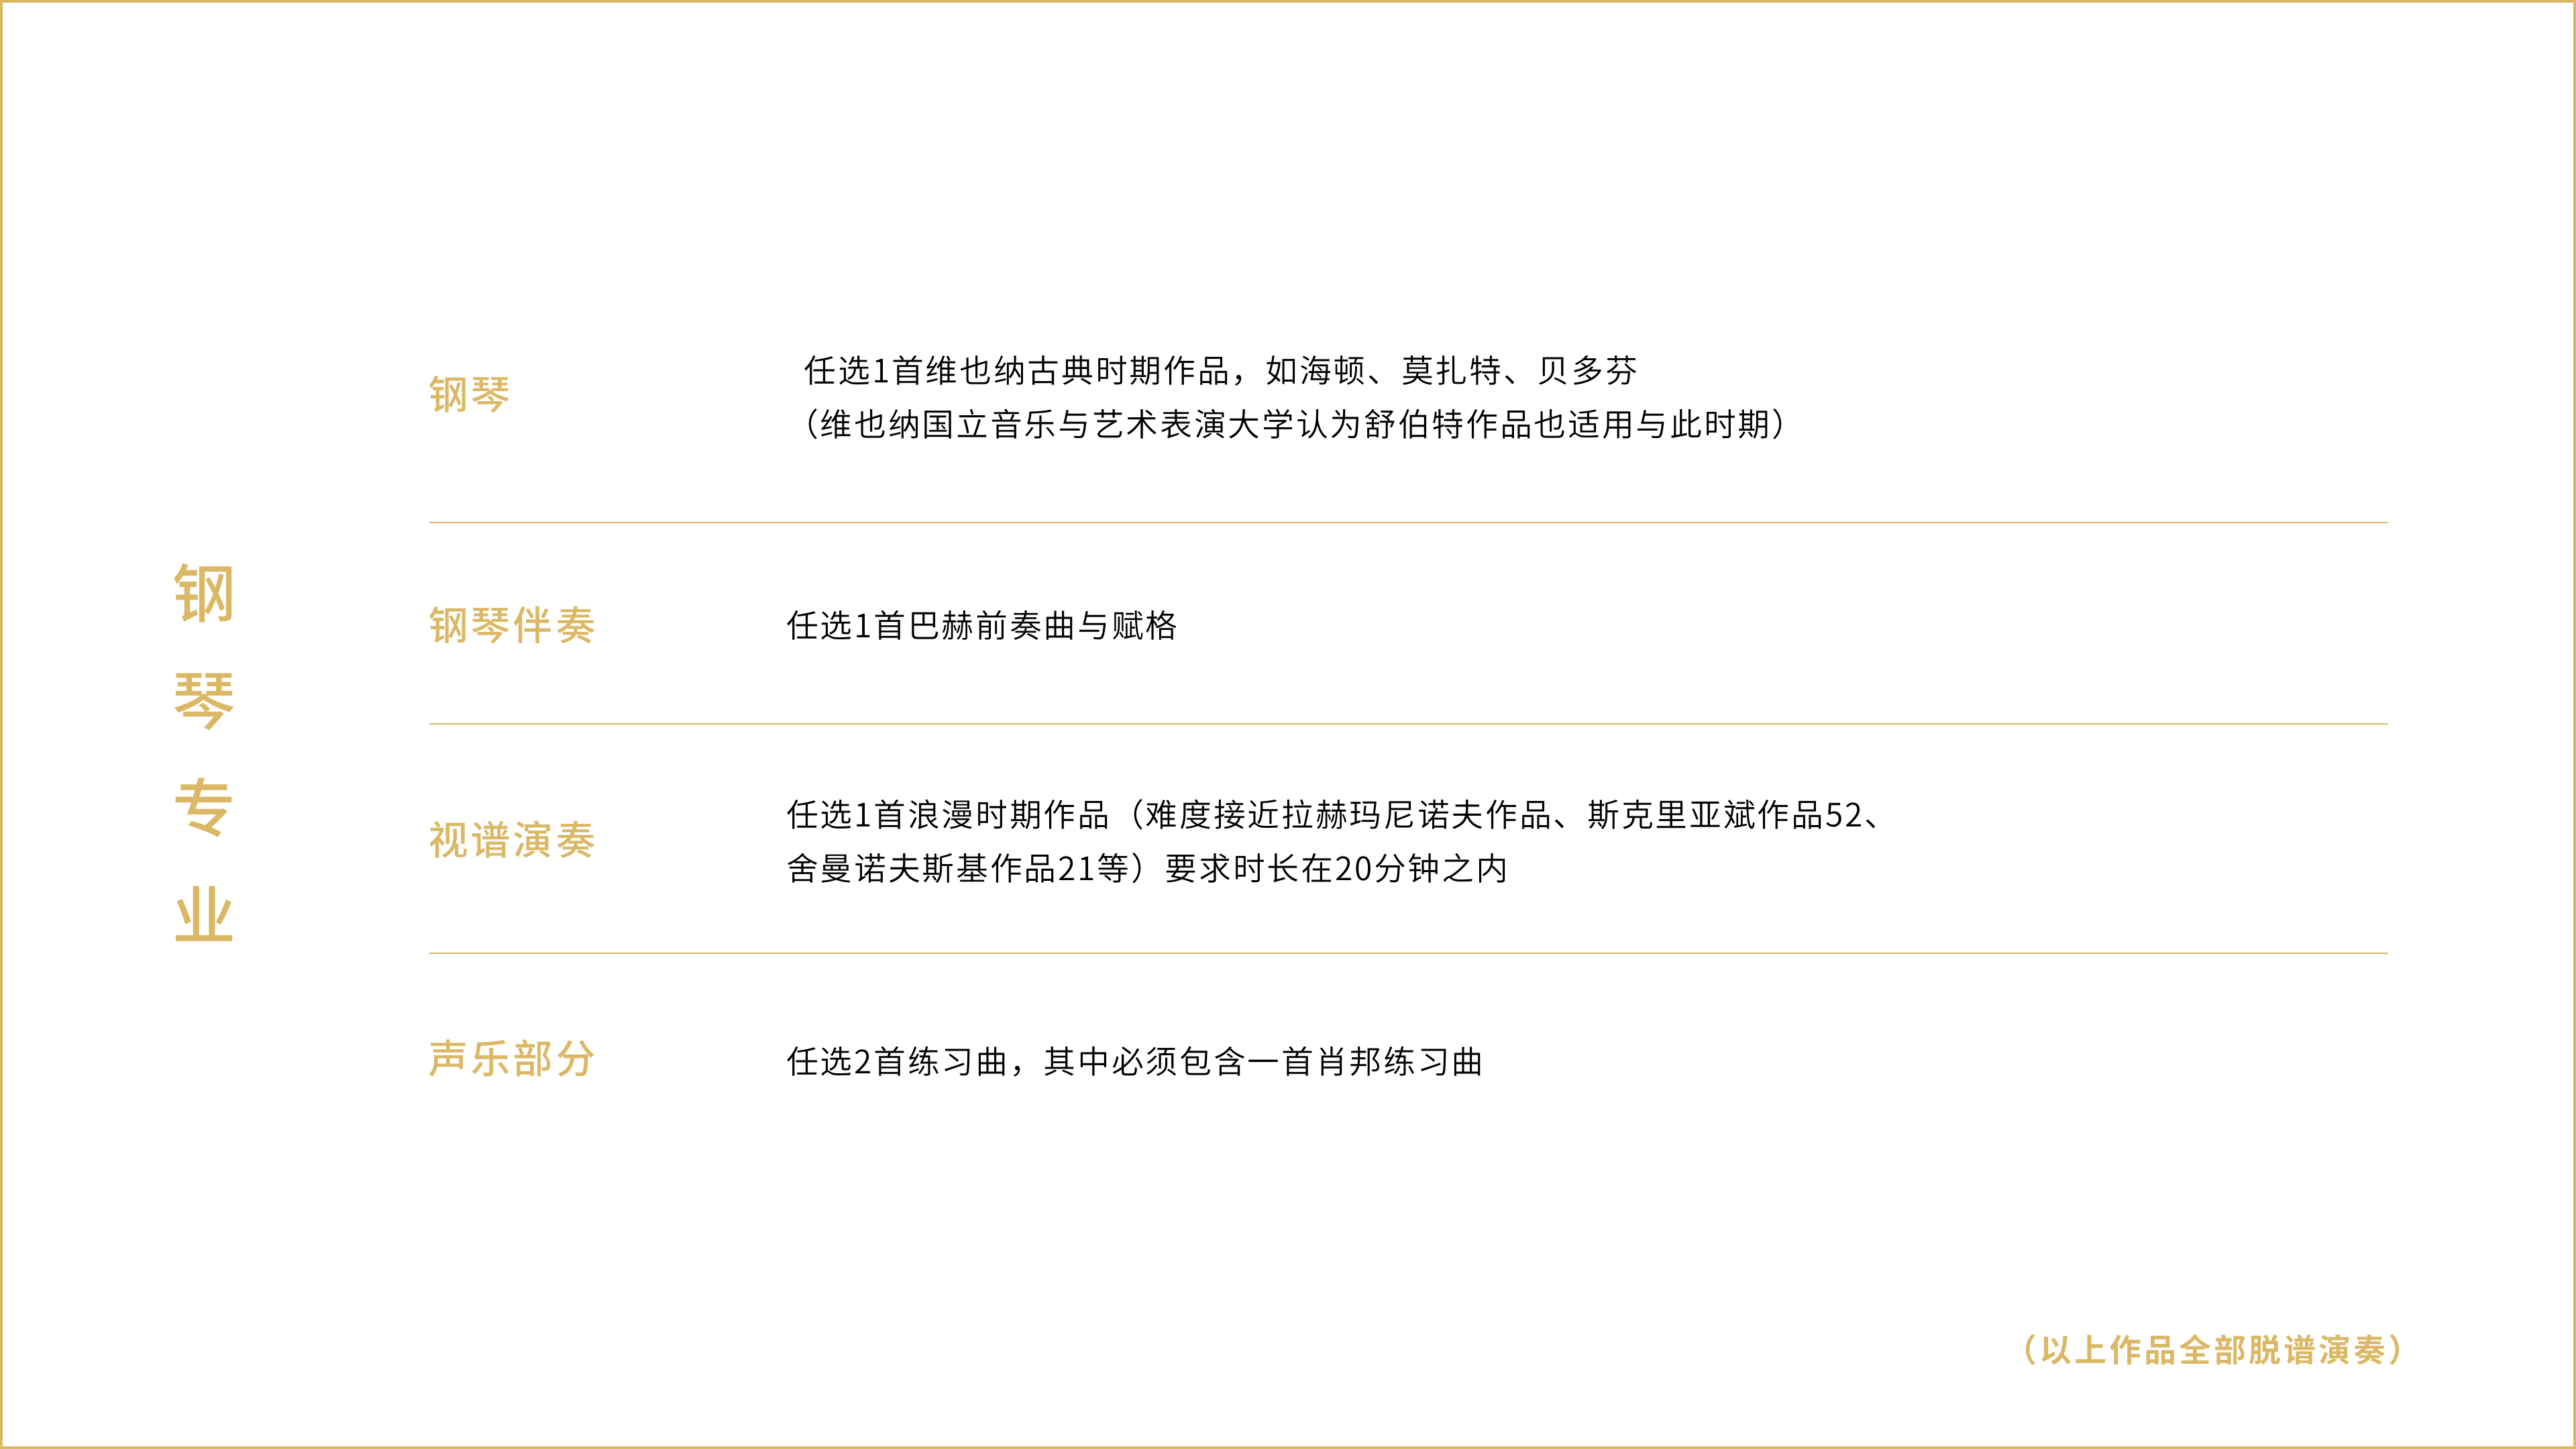 钢琴专业
钢琴
任选1首维也纳古典时期作品，如海顿、莫扎特、贝多芬
（维也纳国立音乐与艺术表演大学认为舒伯特作品也适用与此时期）
钢琴伴奏
任选1首巴赫前奏曲与赋格
视谱演奏
任选1首浪漫时期作品（难度接近拉赫玛尼诺夫作品、斯克里亚斌作品52、
舍曼诺夫斯基作品21等）要求时长在20分钟之内
声乐部分
任选2首练习曲，其中必须包含一首肖邦练习曲
（以上作品全部脱谱演奏）